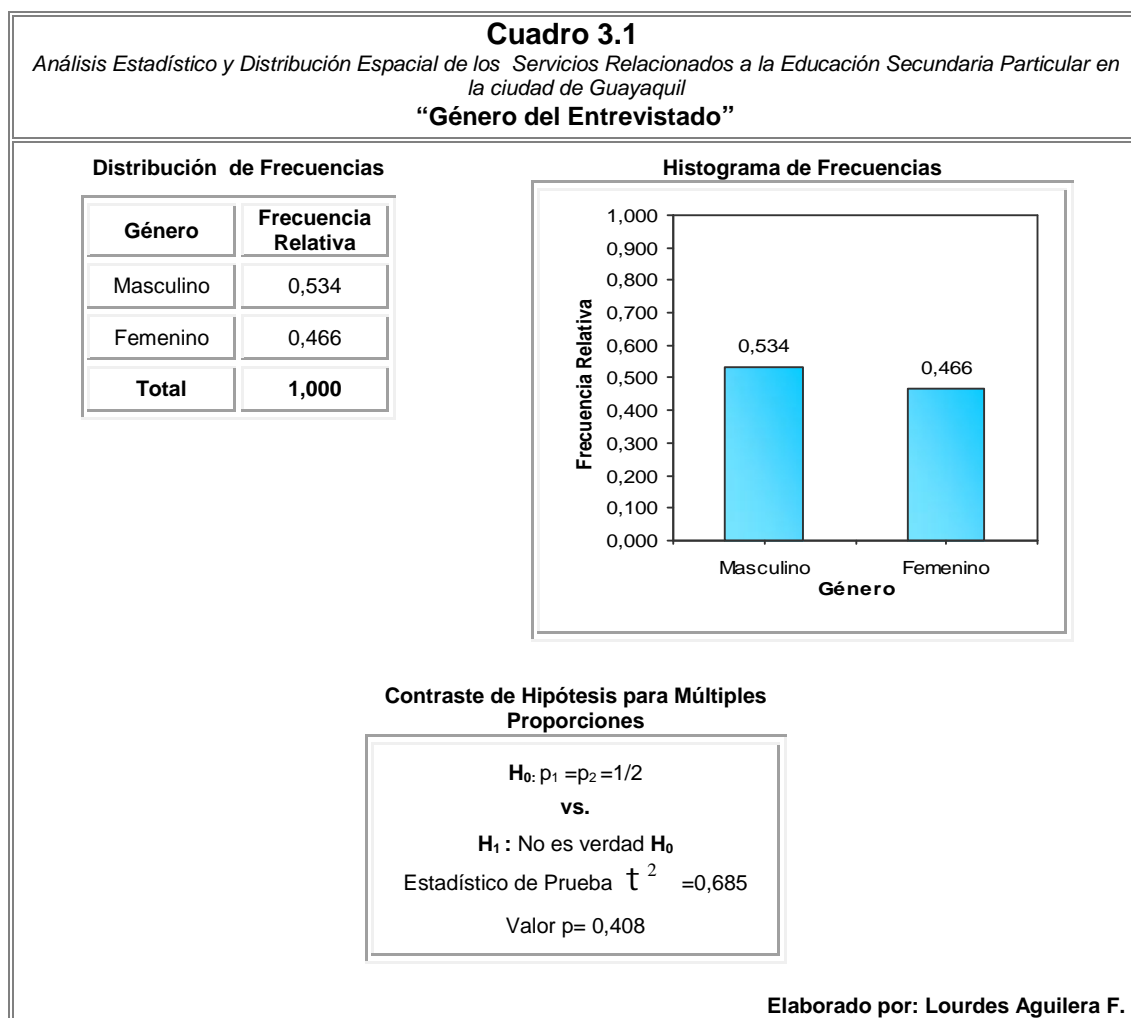 Cuadro 3.1
Análisis Estadístico y Distribución Espacial de los Servicios Relacionados a la Educación Secundaria Particular en
la ciudad de Guayaquil
“Género del Entrevistado”
Distribución de Frecuencias
Género
Frecuencia
Relativa
Masculino 0,534
Femenino 0,466
Total 1,000
Histograma de Frecuencias
Frecuencia Relativa
1,000
0,900
0,800
0,700
0,600
0,500
0,400
0,300
0,200
0,100
0,000
0,534
0,466
Masculino Femenino
Género
Contraste de Hipótesis para Múltiples
Proporciones
H₀: p₁ =p₂ =1/2
vs.
H₁ : No es verdad H₀
Estadístico de Prueba t ² =0,685
Valor p= 0,408
Elaborado por: Lourdes Aguilera F.